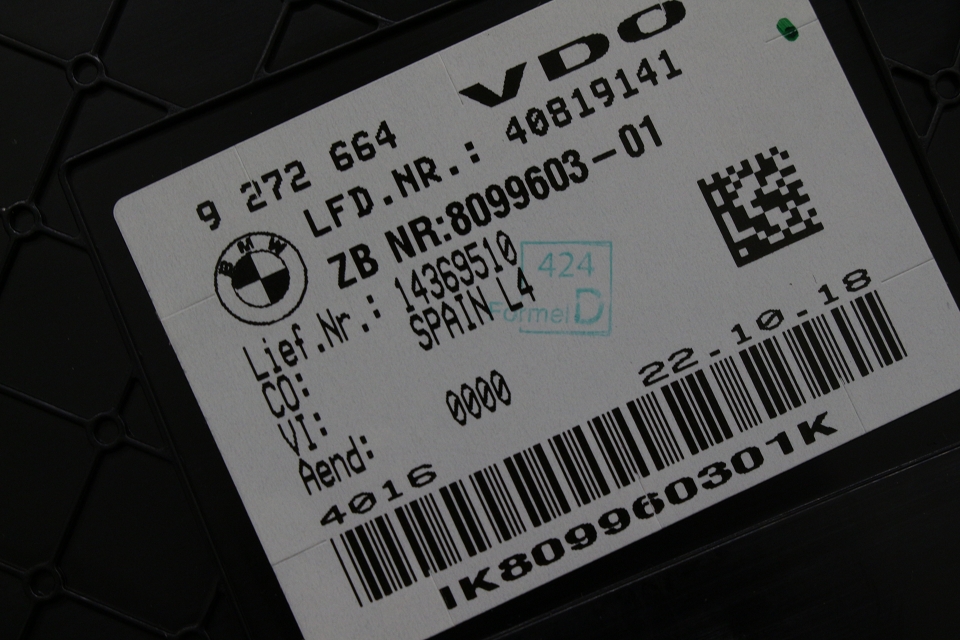 VDO
9 272 664
LFD.NR.: 40819141
BMW
ZB NR:8099603-01
Lief.Nr.: 14369510
CO: SPAIN L4
VI:
Aend: 0000
424
Formel D
4016 22.10.18
1K809960301K